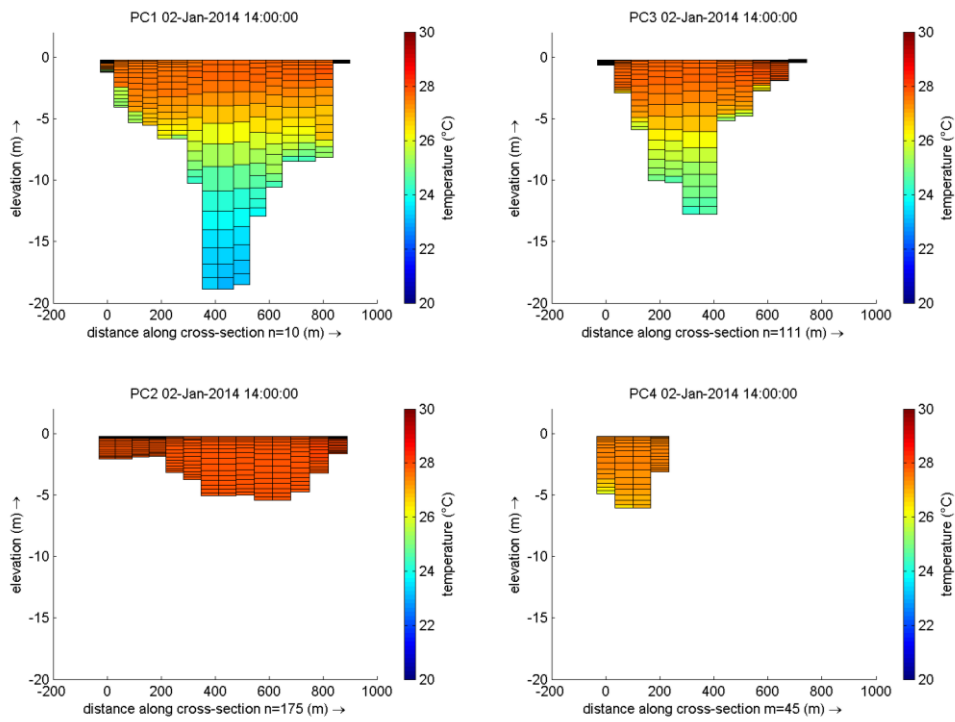 PC1 02-Jan-2014 14:00:00
0
-5
-10
-15
-20
elevation (m) →
-200 0 200 400 600 800 1000
distance along cross-section n=10 (m) →
30
28
26
24
22
20
temperature (°C)
PC3 02-Jan-2014 14:00:00
0
-5
-10
-15
-20
elevation (m) →
-200 0 200 400 600 800 1000
distance along cross-section n=111 (m) →
30
28
26
24
22
20
temperature (°C)
PC2 02-Jan-2014 14:00:00
0
-5
-10
-15
-20
elevation (m) →
-200 0 200 400 600 800 1000
distance along cross-section n=175 (m) →
30
28
26
24
22
20
temperature (°C)
PC4 02-Jan-2014 14:00:00
0
-5
-10
-15
-20
elevation (m) →
-200 0 200 400 600 800 1000
distance along cross-section m=45 (m) →
30
28
26
24
22
20
temperature (°C)